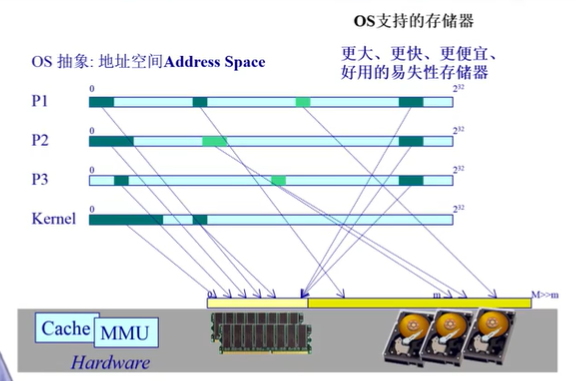 OS支持的存储器
OS 抽象: 地址空间Address Space
更大、更快、更便宜、
好用的易失性存储器
P1
0
2³²
P2
0
2³²
P3
0
2³²
Kernel
0
2³²
0
m
M>>m
Cache
MMU
Hardware